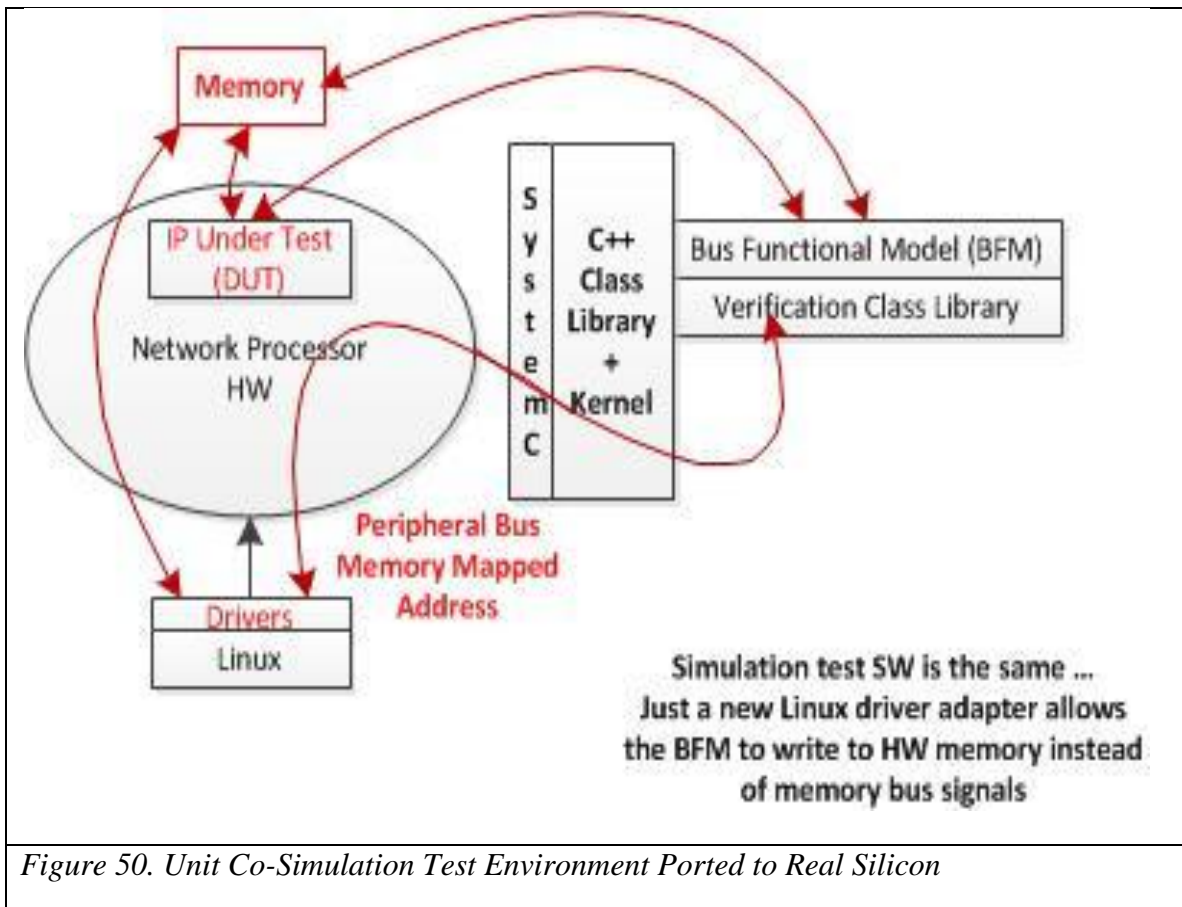 Memory
IP Under Test
(DUT)
Network Processor
HW
SystemC
C++
Class
Library
+
Kernel
Bus Functional Model (BFM)
Verification Class Library
Peripheral Bus
Memory Mapped
Address
Drivers
Linux
Simulation test SW is the same ...
Just a new Linux driver adapter allows
the BFM to write to HW memory instead
of memory bus signals
Figure 50. Unit Co-Simulation Test Environment Ported to Real Silicon